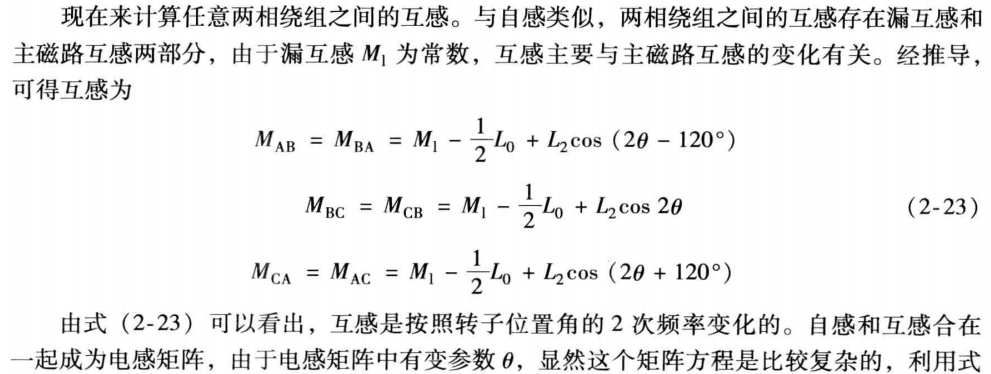 现在来计算任意两相绕组之间的互感。与自感类似，两相绕组之间的互感存在漏互感和
主磁路互感两部分，由于漏互感 M₁ 为常数，互感主要与主磁路互感的变化有关。经推导，
可得互感为
M_AB = M_BA = M₁ - 1/2 L₀ + L₂cos (2θ - 120°)
M_BC = M_CB = M₁ - 1/2 L₀ + L₂cos 2θ (2-23)
M_CA = M_AC = M₁ - 1/2 L₀ + L₂cos (2θ + 120°)
由式（2-23）可以看出，互感是按照转子位置角的 2 次频率变化的。自感和互感合在
一起成为电感矩阵，由于电感矩阵中有变参数 θ，显然这个矩阵方程是比较复杂的，利用式